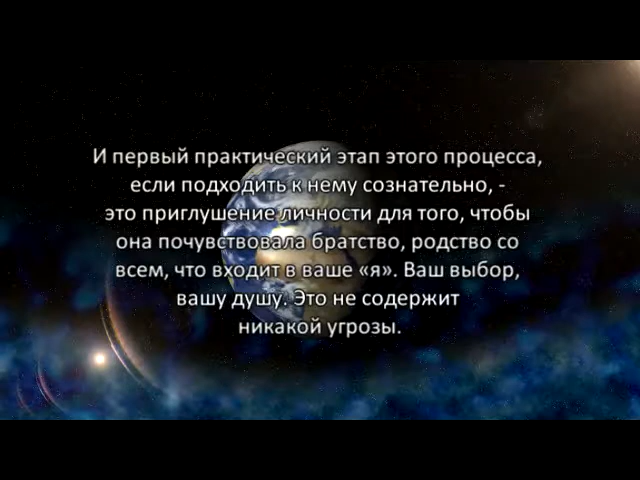 И первый практический этап этого процесса,
если подходить к нему сознательно, -
это приглушение личности для того, чтобы
она почувствовала братство, родство со
всем, что входит в ваше «я». Ваш выбор,
вашу душу. Это не содержит
никакой угрозы.